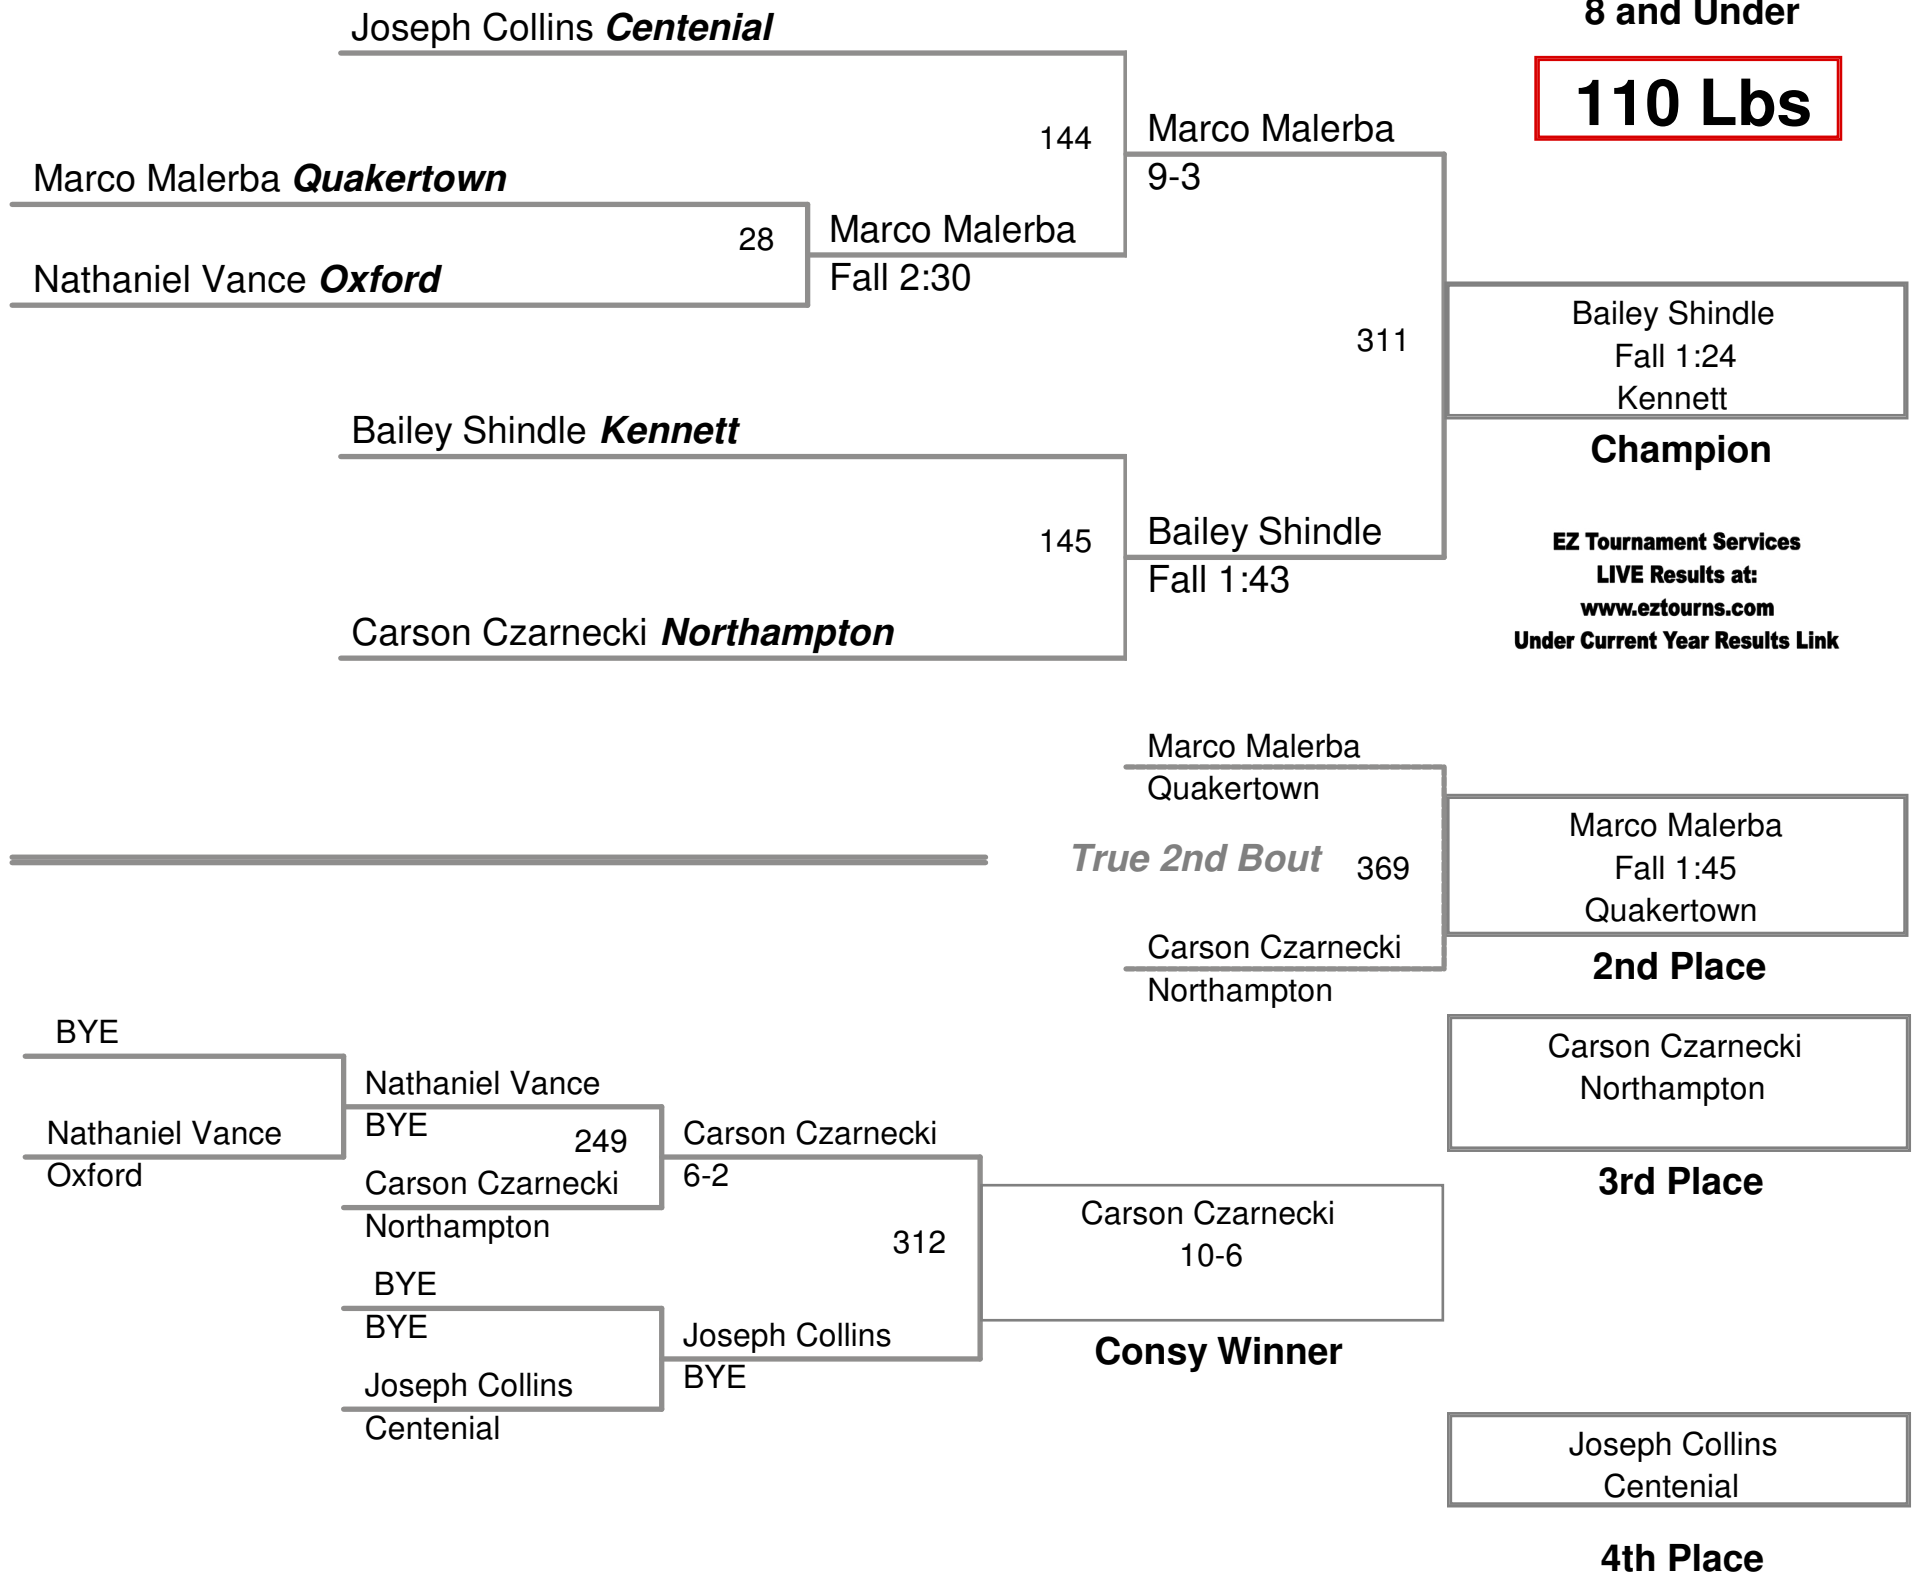 8 and Under
110 Lbs
Joseph Collins Centenial
144
Marco Malerba
9-3
Marco Malerba Quakertown
28
Marco Malerba
Fall 2:30
Nathaniel Vance Oxford
311
Bailey Shindle
Fall 1:24
Kennett
Champion
Bailey Shindle Kennett
145
Bailey Shindle
Fall 1:43
Carson Czarnecki Northampton
EZ Tournament Services
LIVE Results at:
www.eztourns.com
Under Current Year Results Link
Marco Malerba
Quakertown
True 2nd Bout
369
Carson Czarnecki
Northampton
Marco Malerba
Fall 1:45
Quakertown
2nd Place
Carson Czarnecki
Northampton
3rd Place
BYE
Nathaniel Vance
Oxford
Nathaniel Vance
BYE
249
Carson Czarnecki
Northampton
Carson Czarnecki
6-2
BYE
BYE
Joseph Collins
Centenial
Joseph Collins
BYE
312
Carson Czarnecki
10-6
Consy Winner
Joseph Collins
Centenial
4th Place